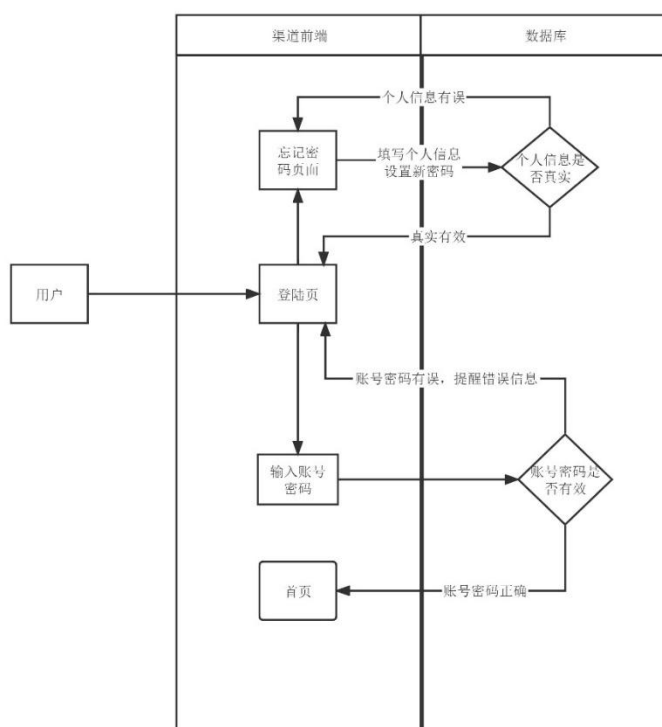 渠道前端
数据库
个人信息有误
忘记密
码页面
填写个人信息
设置新密码
个人信息是
否真实
真实有效
用户
登陆页
账号密码有误，提醒错误信息
输入账号
密码
账号密码是
否有效
首页
账号密码正确